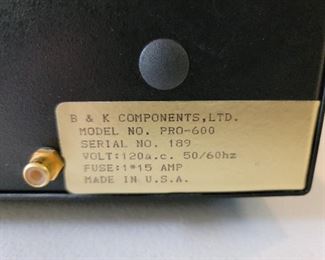 B & K COMPONENTS,LTD.
MODEL NO. PRO-600
SERIAL NO. 189
VOLT:120a.c. 50/60hz
FUSE:1*15 AMP
MADE IN U.S.A.